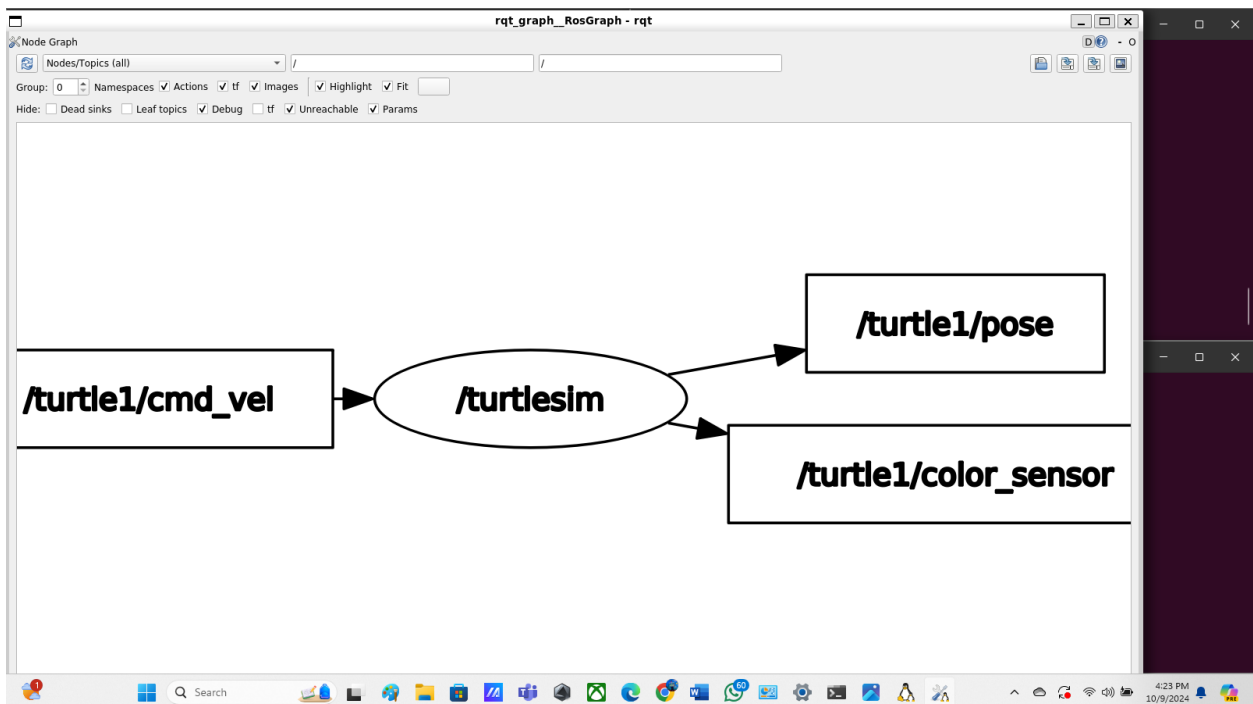 rqt_graph__RosGraph - rqt
Node Graph
D - O
Nodes/Topics (all) / /
Group: 0 Namespaces Actions tf Images Highlight Fit
Hide: Dead sinks Leaf topics Debug tf Unreachable Params
/turtle1/pose
/turtle1/cmd_vel /turtlesim
/turtle1/color_sensor
1 Search 60 4:23 PM
10/9/2024 PRE